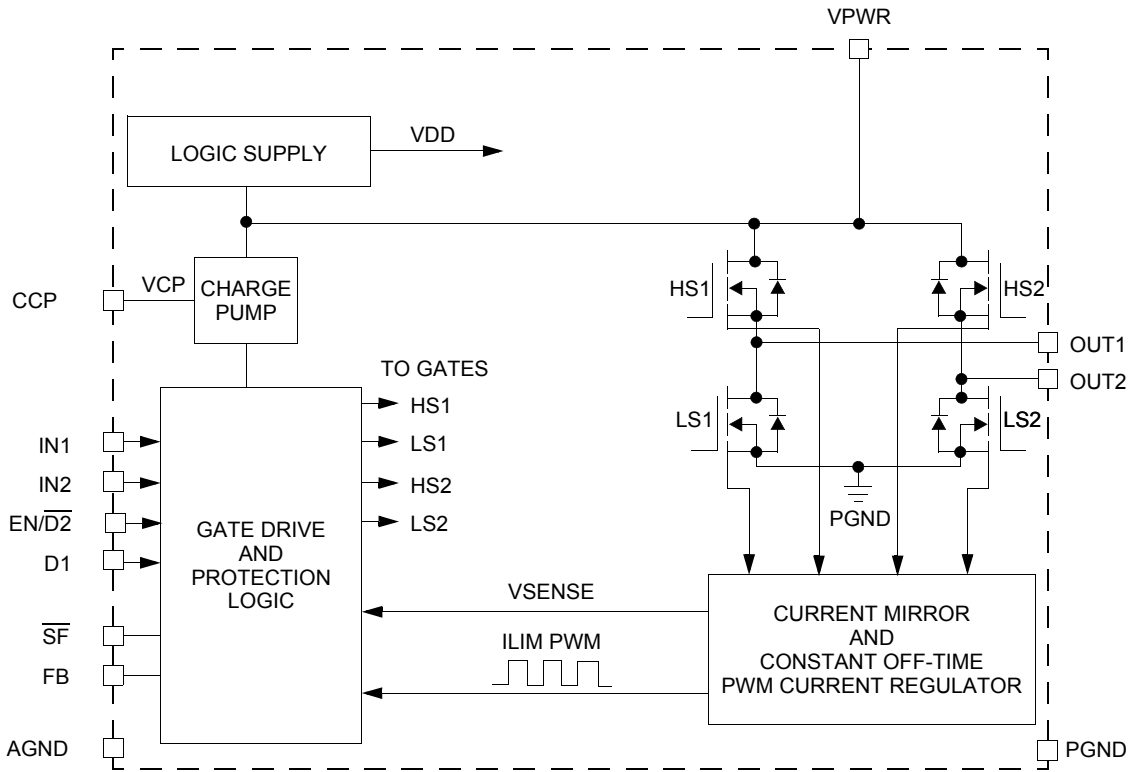 VPWR
LOGIC SUPPLY
VDD
CCP
VCP
CHARGE
PUMP
HS1
HS2
OUT1
OUT2
TO GATES
HS1
LS1
HS2
LS2
LS1
LS2
PGND
IN1
IN2
EN/D̅2̅
D1
S̅F̅
FB
AGND
GATE DRIVE
AND
PROTECTION
LOGIC
VSENSE
ILIM PWM
CURRENT MIRROR
AND
CONSTANT OFF-TIME
PWM CURRENT REGULATOR
PGND